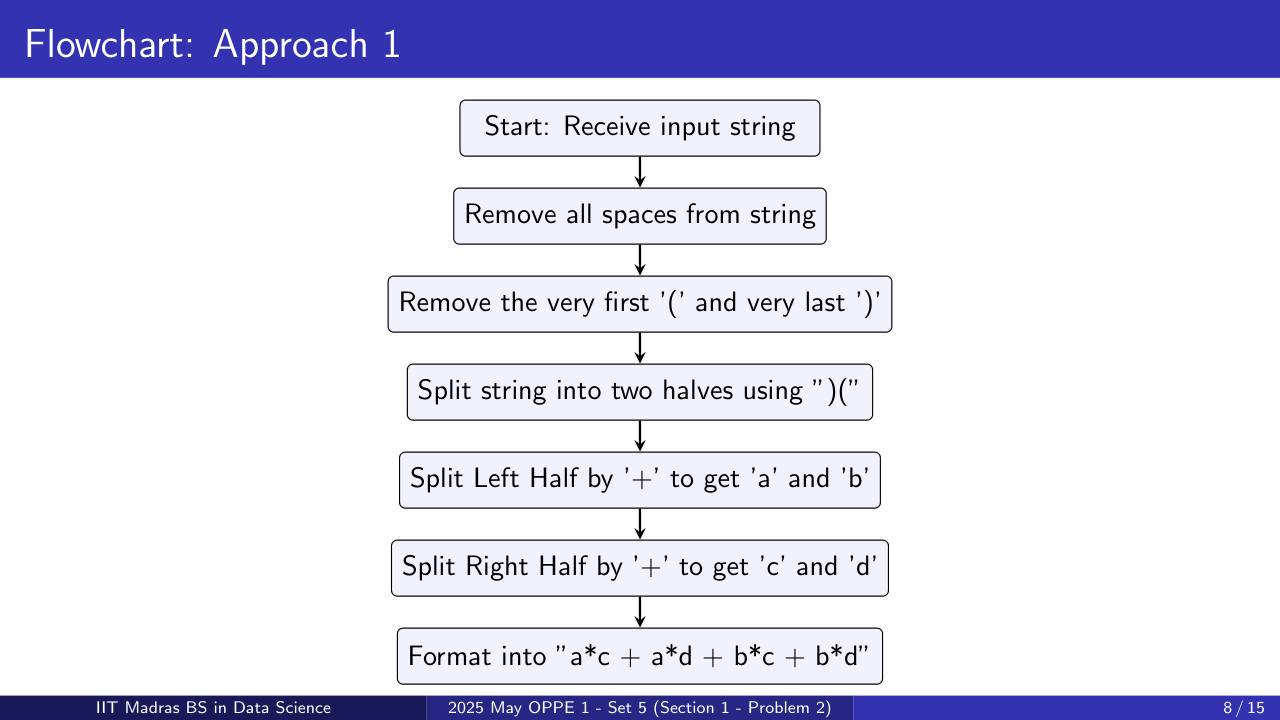 Flowchart: Approach 1
Start: Receive input string
Remove all spaces from string
Remove the very first '(' and very last ')'
Split string into two halves using ")("
Split Left Half by '+' to get 'a' and 'b'
Split Right Half by '+' to get 'c' and 'd'
Format into "a*c + a*d + b*c + b*d"
IIT Madras BS in Data Science
2025 May OPPE 1 - Set 5 (Section 1 - Problem 2)
8 / 15